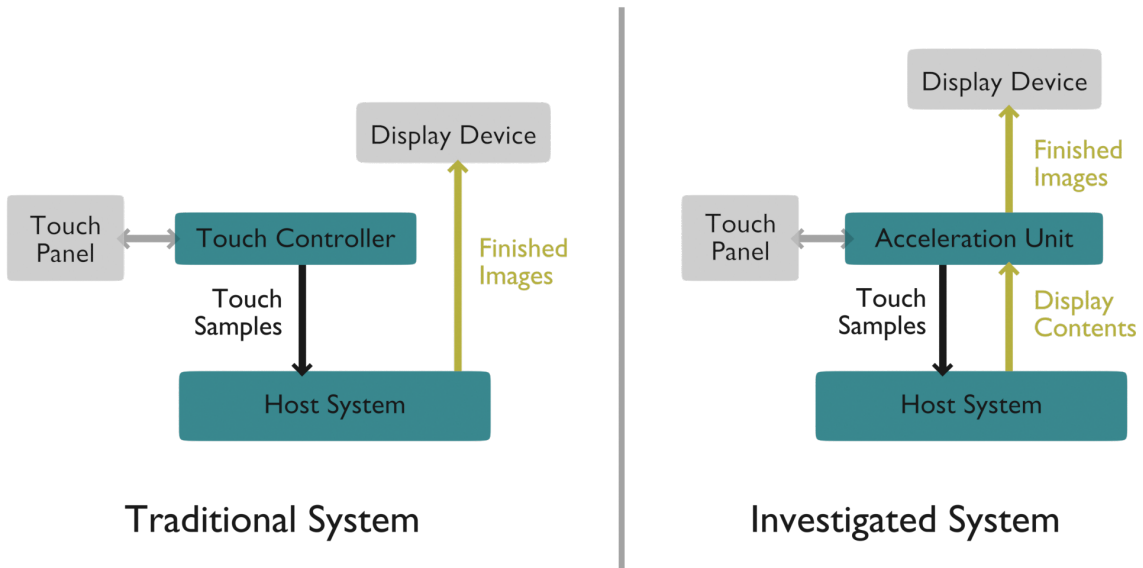 Display Device
Touch
Panel
Touch Controller
Finished
Images
Touch
Samples
Host System
Traditional System
Display Device
Finished
Images
Touch
Panel
Acceleration Unit
Touch
Samples
Display
Contents
Host System
Investigated System